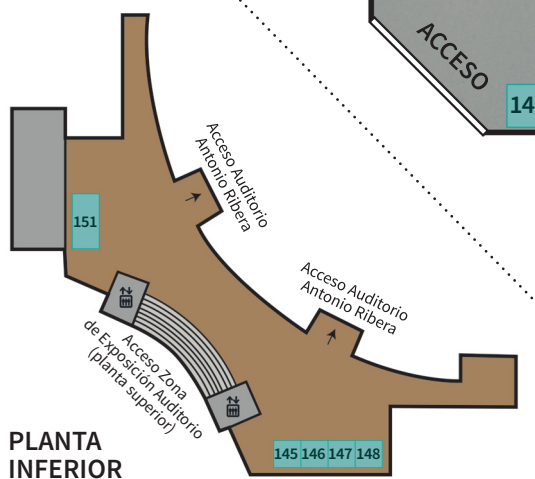 ACCESO
14
Acceso Auditorio
Antonio Ribera
151
Acceso Auditorio
Antonio Ribera
Acceso Zona
de Exposición Auditorio
(planta superior)
PLANTA
INFERIOR
145 146 147 148